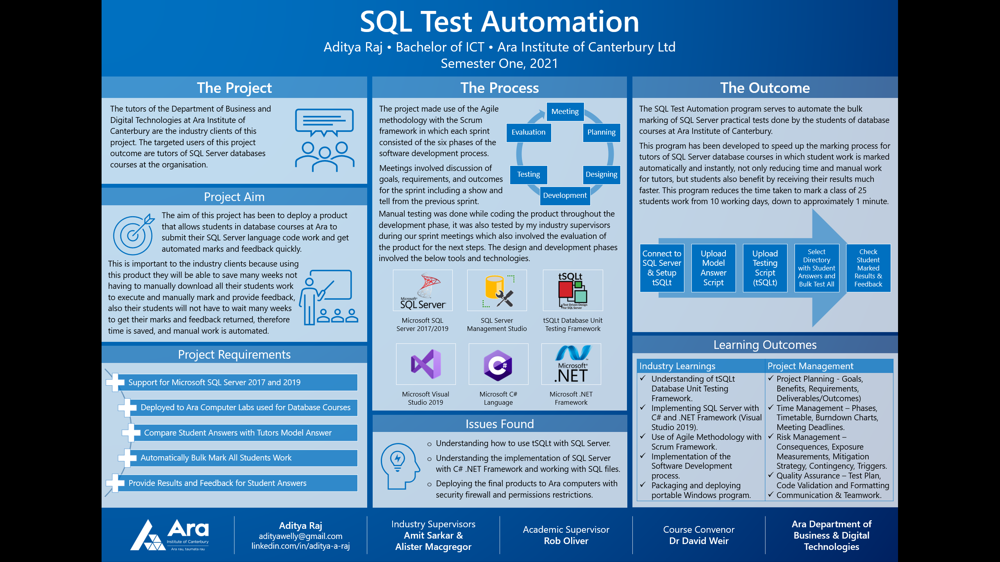 SQL Test Automation
Aditya Raj • Bachelor of ICT • Ara Institute of Canterbury Ltd
Semester One, 2021
The Project
The tutors of the Department of Business and
Digital Technologies at Ara Institute of
Canterbury are the industry clients of this
project. The targeted users of this project
outcome are tutors of SQL Server databases
courses at the organisation.
Project Aim
The aim of this project has been to deploy a product
that allows students in database courses at Ara to
submit their SQL Server language code work and get
automated marks and feedback quickly.
This is important to the industry clients because using
this product they will be able to save many weeks not
having to manually download all their students work
to execute and manually mark and provide feedback,
also their students will not have to wait many weeks
to get their marks and feedback returned, therefore
time is saved, and manual work is automated.
Project Requirements
Support for Microsoft SQL Server 2017 and 2019
Deployed to Ara Computer Labs used for Database Courses
Compare Student Answers with Tutors Model Answer
Automatically Bulk Mark All Students Work
Provide Results and Feedback for Student Answers
The Process
The project made use of the Agile
methodology with the Scrum
framework in which each sprint
consisted of the six phases of the
software development process.
Meetings involved discussion of
goals, requirements, and outcomes
for the sprint including a show and
tell from the previous sprint.
Meeting
Planning
Designing
Development
Testing
Evaluation
Manual testing was done while coding the product throughout the
development phase, it was also tested by my industry supervisors
during our sprint meetings which also involved the evaluation of
the product for the next steps. The design and development phases
involved the below tools and technologies.
Microsoft®
SQL Server®
Microsoft SQL
Server 2017/2019
SQL Server
Management Studio
tSQLt
Test Driven Design
for SQL Server
tSQLt Database Unit
Testing Framework
Microsoft Visual
Studio 2019
C#
Microsoft C#
Language
Microsoft®
.NET
Microsoft .NET
Framework
Issues Found
o Understanding how to use tSQLt with SQL Server.
o Understanding the implementation of SQL Server
with C# .NET Framework and working with SQL files.
o Deploying the final products to Ara computers with
security firewall and permissions restrictions.
The Outcome
The SQL Test Automation program serves to automate the bulk
marking of SQL Server practical tests done by the students of database
courses at Ara Institute of Canterbury.
This program has been developed to speed up the marking process for
tutors of SQL Server database courses in which student work is marked
automatically and instantly, not only reducing time and manual work
for tutors, but students also benefit by receiving their results much
faster. This program reduces the time taken to mark a class of 25
students work from 10 working days, down to approximately 1 minute.
Connect to
SQL Server
& Setup
tSQLt
Upload
Model
Answer
Script
Upload
Testing
Script
(tSQLt)
Select
Directory
with Student
Answers and
Bulk Test All
Check
Student
Marked
Results &
Feedback
Learning Outcomes
Industry Learnings
✓ Understanding of tSQLt
Database Unit Testing
Framework.
✓ Implementing SQL Server with
C# and .NET Framework (Visual
Studio 2019).
✓ Use of Agile Methodology with
Scrum Framework.
✓ Implementation of the
Software Development
process.
✓ Packaging and deploying
portable Windows program.
Project Management
✓ Project Planning - Goals,
Benefits, Requirements,
Deliverables/Outcomes)
✓ Time Management – Phases,
Timetable, Burndown Charts,
Meeting Deadlines.
✓ Risk Management –
Consequences, Exposure
Measurements, Mitigation
Strategy, Contingency, Triggers.
✓ Quality Assurance – Test Plan,
Code Validation and Formatting
✓ Communication & Teamwork.
Ara
Institute of Canterbury
Ara rau, taumata rau
Aditya Raj
adityawelly@gmail.com
linkedin.com/in/aditya-a-raj
Industry Supervisors
Amit Sarkar &
Alister Macgregor
Academic Supervisor
Rob Oliver
Course Convenor
Dr David Weir
Ara Department of
Business & Digital
Technologies